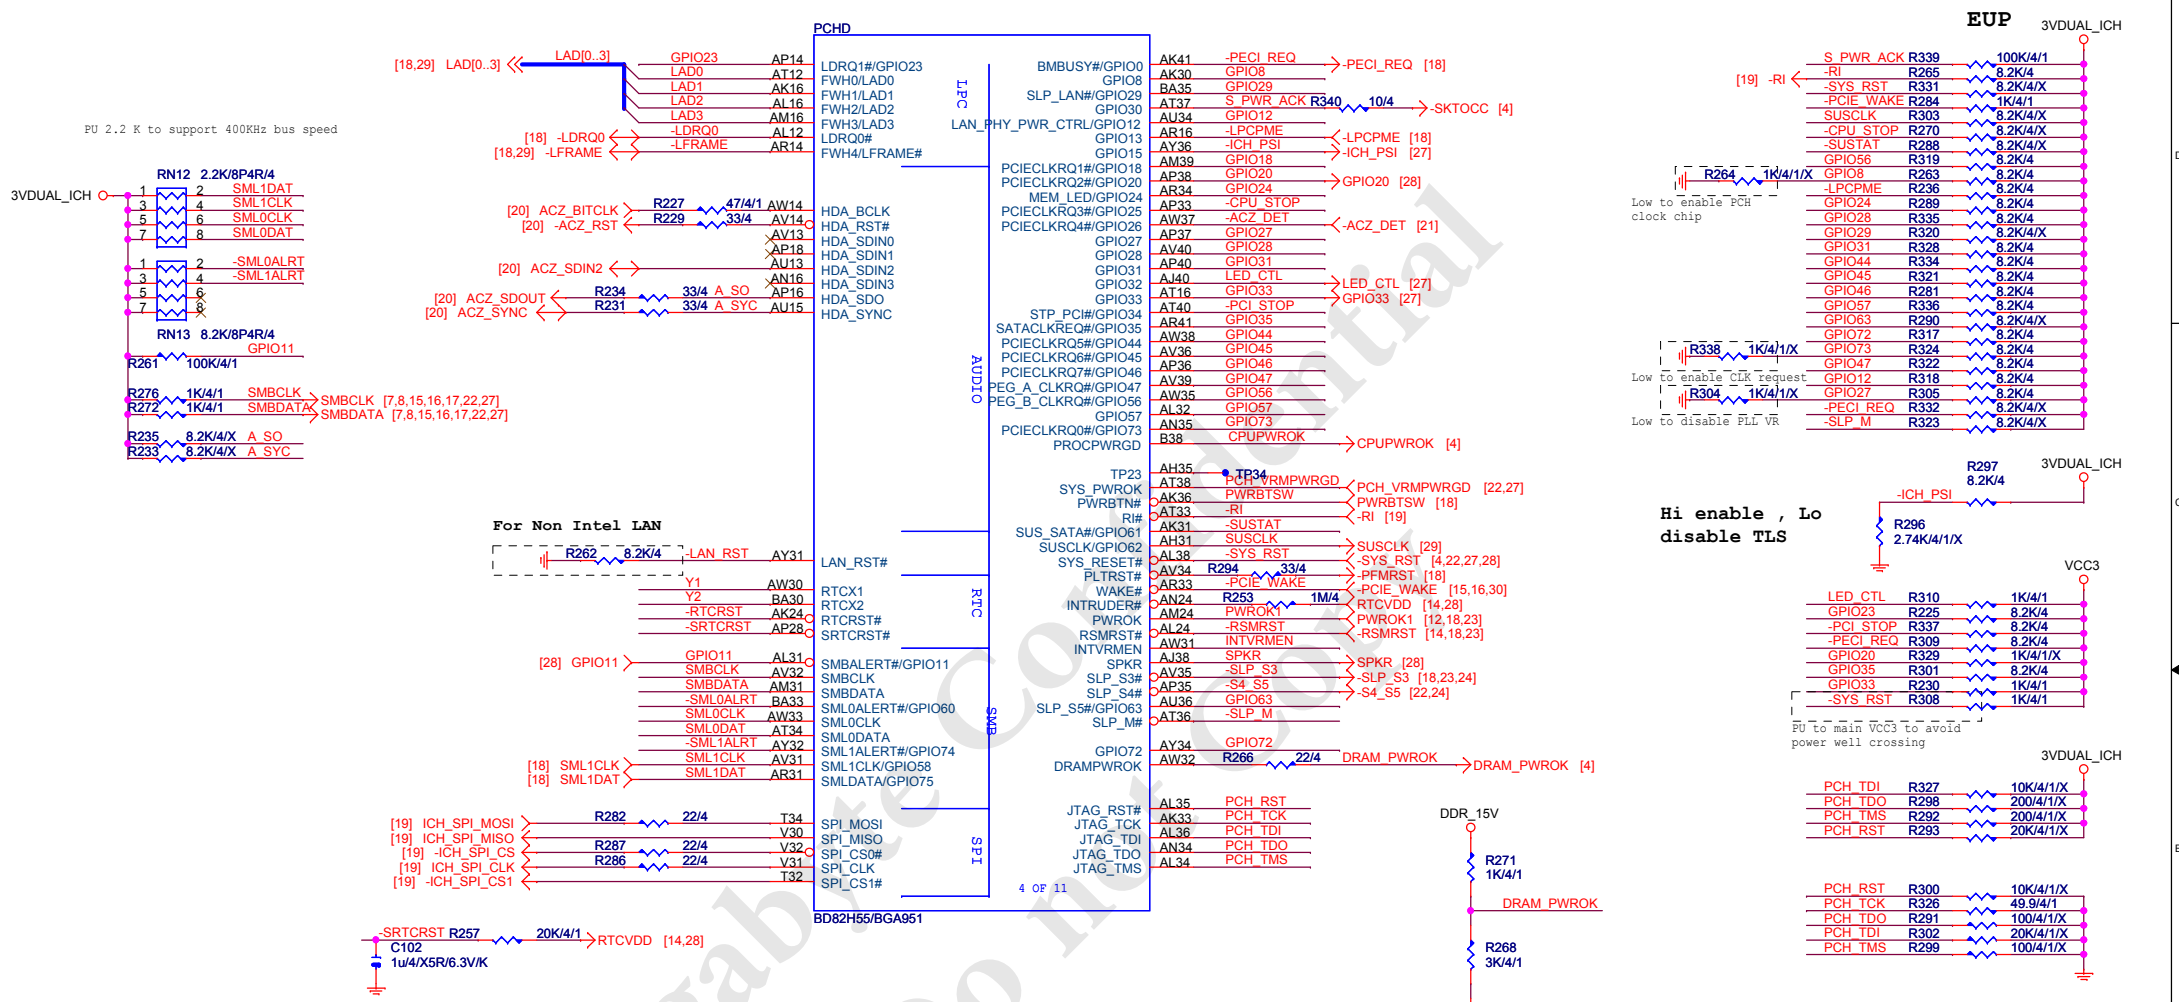 PCHD
EUP
3VDUAL_ICH
[18,29] LAD[0..3]
LAD[0..3]
GPIO23 AP14 LDRQ1#/GPIO23
LAD0 AT12 FWH0/LAD0
LAD1 AK16 FWH1/LAD1
LAD2 AL16 FWH2/LAD2
LAD3 AM16 FWH3/LAD3
[18] -LDRQ0 -LDRQ0 AL12 LDRQ0#
[18,29] -LFRAME -LFRAME AR14 FWH4/LFRAME#
LPC
PU 2.2 K to support 400KHz bus speed
RN12 2.2K/8P4R/4
3VDUAL_ICH
1 2 SML1DAT
3 4 SML1CLK
5 6 SML0CLK
7 8 SML0DAT
1 2 -SML0ALRT
3 4 -SML1ALRT
5 6
7 8
RN13 8.2K/8P4R/4
GPIO11
R261 100K/4/1
R276 1K/4/1 SMBCLK SMBCLK [7,8,15,16,17,22,27]
R272 1K/4/1 SMBDATA SMBDATA [7,8,15,16,17,22,27]
R235 8.2K/4/X A_SO
R233 8.2K/4/X A_SYC
[20] ACZ_BITCLK R227 47/4/1 AW14 HDA_BCLK
[20] -ACZ_RST R229 33/4 AV14 HDA_RST#
AV13 HDA_SDIN0
AP18 HDA_SDIN1
[20] ACZ_SDIN2 AU13 HDA_SDIN2
AN16 HDA_SDIN3
[20] ACZ_SDOUT R234 33/4 A_SO AP16 HDA_SDO
[20] ACZ_SYNC R231 33/4 A_SYC AU15 HDA_SYNC
AUDIO
For Non Intel LAN
R262 8.2K/4 -LAN_RST AY31 LAN_RST#
Y1 AW30 RTCX1
Y2 BA30 RTCX2
-RTCRST AK24 RTCRST#
-SRTCRST AP28 SRTCRST#
RTC
[28] GPIO11 GPIO11 AL31 SMBALERT#/GPIO11
SMBCLK AV32 SMBCLK
SMBDATA AM31 SMBDATA
-SML0ALRT BA33 SML0ALERT#/GPIO60
SML0CLK AW33 SML0CLK
SML0DAT AT34 SML0DATA
-SML1ALRT AY32 SML1ALERT#/GPIO74
[18] SML1CLK SML1CLK AV31 SML1CLK/GPIO58
[18] SML1DAT SML1DAT AR31 SMLDATA/GPIO75
SMB
[19] ICH_SPI_MOSI R282 22/4 T34 SPI_MOSI
[19] ICH_SPI_MISO V30 SPI_MISO
[19] -ICH_SPI_CS R287 22/4 V32 SPI_CS0#
[19] ICH_SPI_CLK R286 22/4 V31 SPI_CLK
[19] -ICH_SPI_CS1 T32 SPI_CS1#
SPI
4 OF 11
BD82H55/BGA951
-SRTCRST R257 20K/4/1 RTCVDD [14,28]
C102
1u/4/X5R/6.3V/K
BMBUSY#/GPIO0 AK41 -PECI_REQ -PECI_REQ [18]
GPIO8 AK30 GPIO8
SLP_LAN#/GPIO29 BA35 GPIO29
GPIO30 AT37 S_PWR_ACK R340 10/4 -SKTOCC [4]
LAN_PHY_PWR_CTRL/GPIO12 AU34 GPIO12
GPIO13 AR16 -LPCPME -LPCPME [18]
GPIO15 AY36 -ICH_PSI -ICH_PSI [27]
PCIECLKRQ1#/GPIO18 AM39 GPIO18
PCIECLKRQ2#/GPIO20 AP38 GPIO20 GPIO20 [28]
MEM_LED/GPIO24 AR34 GPIO24
PCIECLKRQ3#/GPIO25 AP33 -CPU_STOP
PCIECLKRQ4#/GPIO26 AW37 -ACZ_DET -ACZ_DET [21]
GPIO27 AP37 GPIO27
GPIO28 AV40 GPIO28
GPIO31 AP40 GPIO31
GPIO32 AJ40 LED_CTL LED_CTL [27]
GPIO33 AT16 GPIO33 GPIO33 [27]
STP_PCI#/GPIO34 AT40 -PCI_STOP
SATACLKREQ#/GPIO35 AR41 GPIO35
PCIECLKRQ5#/GPIO44 AW38 GPIO44
PCIECLKRQ6#/GPIO45 AV36 GPIO45
PCIECLKRQ7#/GPIO46 AP36 GPIO46
PEG_A_CLKRQ#/GPIO47 AV39 GPIO47
PEG_B_CLKRQ#/GPIO56 AW35 GPIO56
GPIO57 AL32 GPIO57
PCIECLKRQ0#/GPIO73 AN35 GPIO73
PROCPWRGD B38 CPUPWROK CPUPWROK [4]
TP23 AH35 TP34
SYS_PWROK AT38 PCH_VRMPWRGD PCH_VRMPWRGD [22,27]
PWRBTN# AK36 PWRBTSW PWRBTSW [18]
RI# AT33 -RI -RI [19]
SUS_SATA#/GPIO61 AK31 -SUSTAT
SUSCLK/GPIO62 AH31 SUSCLK SUSCLK [29]
SYS_RESET# AL38 -SYS_RST -SYS_RST [4,22,27,28]
PLTRST# AV34 R294 33/4 -PFMRST [18]
WAKE# AR33 -PCIE_WAKE -PCIE_WAKE [15,16,30]
INTRUDER# AN24 R253 1M/4 RTCVDD [14,28]
PWROK AM24 PWROK1 PWROK1 [12,18,23]
RSMRST# AL24 -RSMRST -RSMRST [14,18,23]
INTVRMEN AW31 INTVRMEN
SPKR AJ38 SPKR SPKR [28]
SLP_S3# AV35 -SLP_S3 -SLP_S3 [18,23,24]
SLP_S4# AP35 -S4_S5 -S4_S5 [22,24]
SLP_S5#/GPIO63 AU36 GPIO63
SLP_M# AT36 -SLP_M
GPIO72 AY34 GPIO72
DRAMPWROK AW32 R266 22/4 DRAM_PWROK DRAM_PWROK [4]
JTAG_RST# AL35 PCH_RST
JTAG_TCK AK33 PCH_TCK
JTAG_TDI AL36 PCH_TDI
JTAG_TDO AN34 PCH_TDO
JTAG_TMS AL34 PCH_TMS
DDR_15V
R271
1K/4/1
DRAM_PWROK
R268
3K/4/1
S_PWR_ACK R339 100K/4/1
[19] -RI -RI R265 8.2K/4
-SYS_RST R331 8.2K/4/X
-PCIE_WAKE R284 1K/4/1
SUSCLK R303 8.2K/4/X
-CPU_STOP R270 8.2K/4/X
-SUSTAT R288 8.2K/4/X
GPIO56 R319 8.2K/4
R264 1K/4/1/X GPIO8 R263 8.2K/4
-LPCPME R236 8.2K/4
GPIO24 R289 8.2K/4
GPIO28 R335 8.2K/4
GPIO29 R320 8.2K/4/X
GPIO31 R328 8.2K/4
GPIO44 R334 8.2K/4
GPIO45 R321 8.2K/4
GPIO46 R281 8.2K/4
GPIO57 R336 8.2K/4
GPIO63 R290 8.2K/4/X
GPIO72 R317 8.2K/4
R338 1K/4/1/X GPIO73 R324 8.2K/4
GPIO47 R322 8.2K/4
GPIO12 R318 8.2K/4
R304 1K/4/1/X GPIO27 R305 8.2K/4
-PECI_REQ R332 8.2K/4/X
-SLP_M R323 8.2K/4/X
Low to enable PCH
clock chip
Low to enable CLK request
Low to disable PLL VR
3VDUAL_ICH
R297
8.2K/4
-ICH_PSI
R296
2.74K/4/1/X
Hi enable , Lo
disable TLS
VCC3
LED_CTL R310 1K/4/1
GPIO23 R225 8.2K/4
-PCI_STOP R337 8.2K/4
-PECI_REQ R309 8.2K/4
GPIO20 R329 1K/4/1/X
GPIO35 R301 8.2K/4
GPIO33 R230 1K/4/1
-SYS_RST R308 1K/4/1
PU to main VCC3 to avoid
power well crossing
3VDUAL_ICH
PCH_TDI R327 10K/4/1/X
PCH_TDO R298 200/4/1/X
PCH_TMS R292 200/4/1/X
PCH_RST R293 20K/4/1/X
PCH_RST R300 10K/4/1/X
PCH_TCK R326 49.9/4/1
PCH_TDO R291 100/4/1/X
PCH_TDI R302 20K/4/1/X
PCH_TMS R299 100/4/1/X
gabyte Confidential
Do not Copy